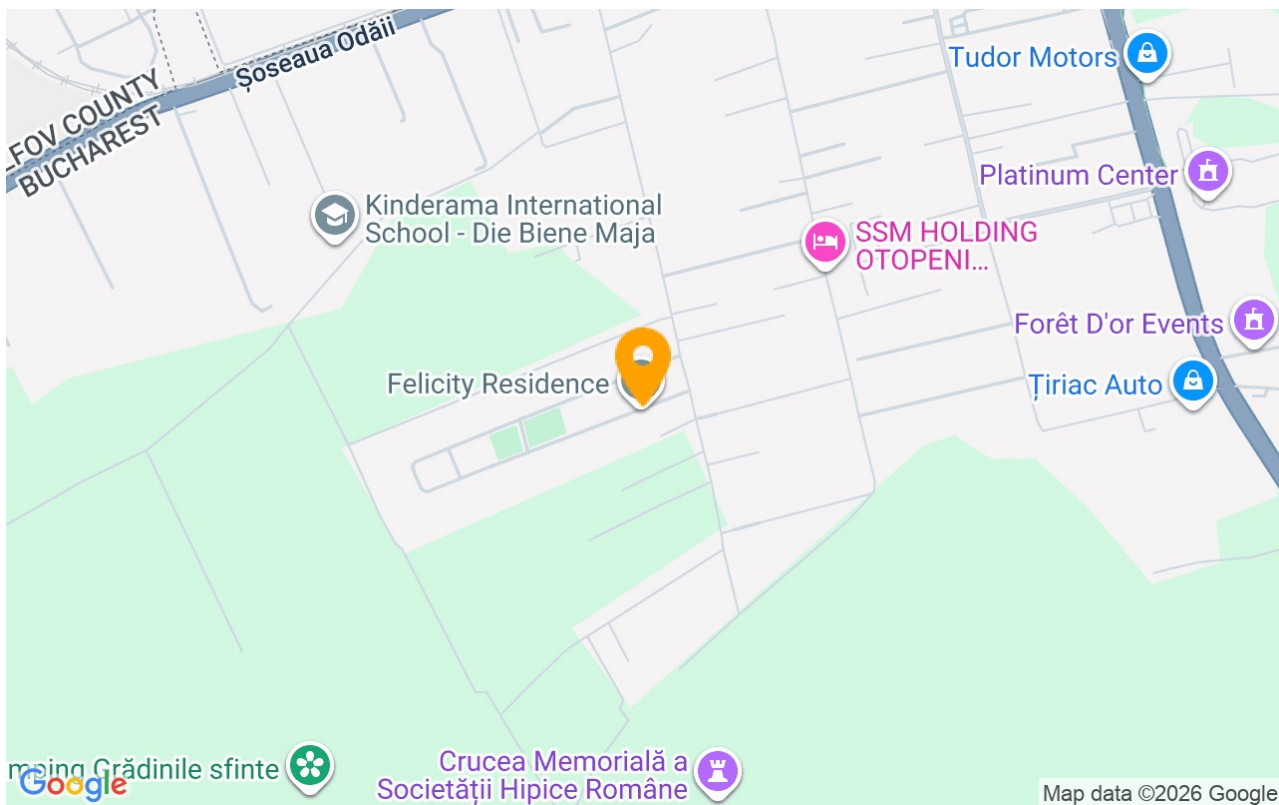 Șoseaua Odăii
Tudor Motors
LFOV COUNTY
BUCHAREST
Platinum Center
Kinderama International
School - Die Biene Maja
SSM HOLDING
OTOPENI...
Forêt D'or Events
Felicity Residence
Țiriac Auto
mping Grădinile sfinte
Crucea Memorială a
Societății Hipice Române
Google
Map data ©2026 Google